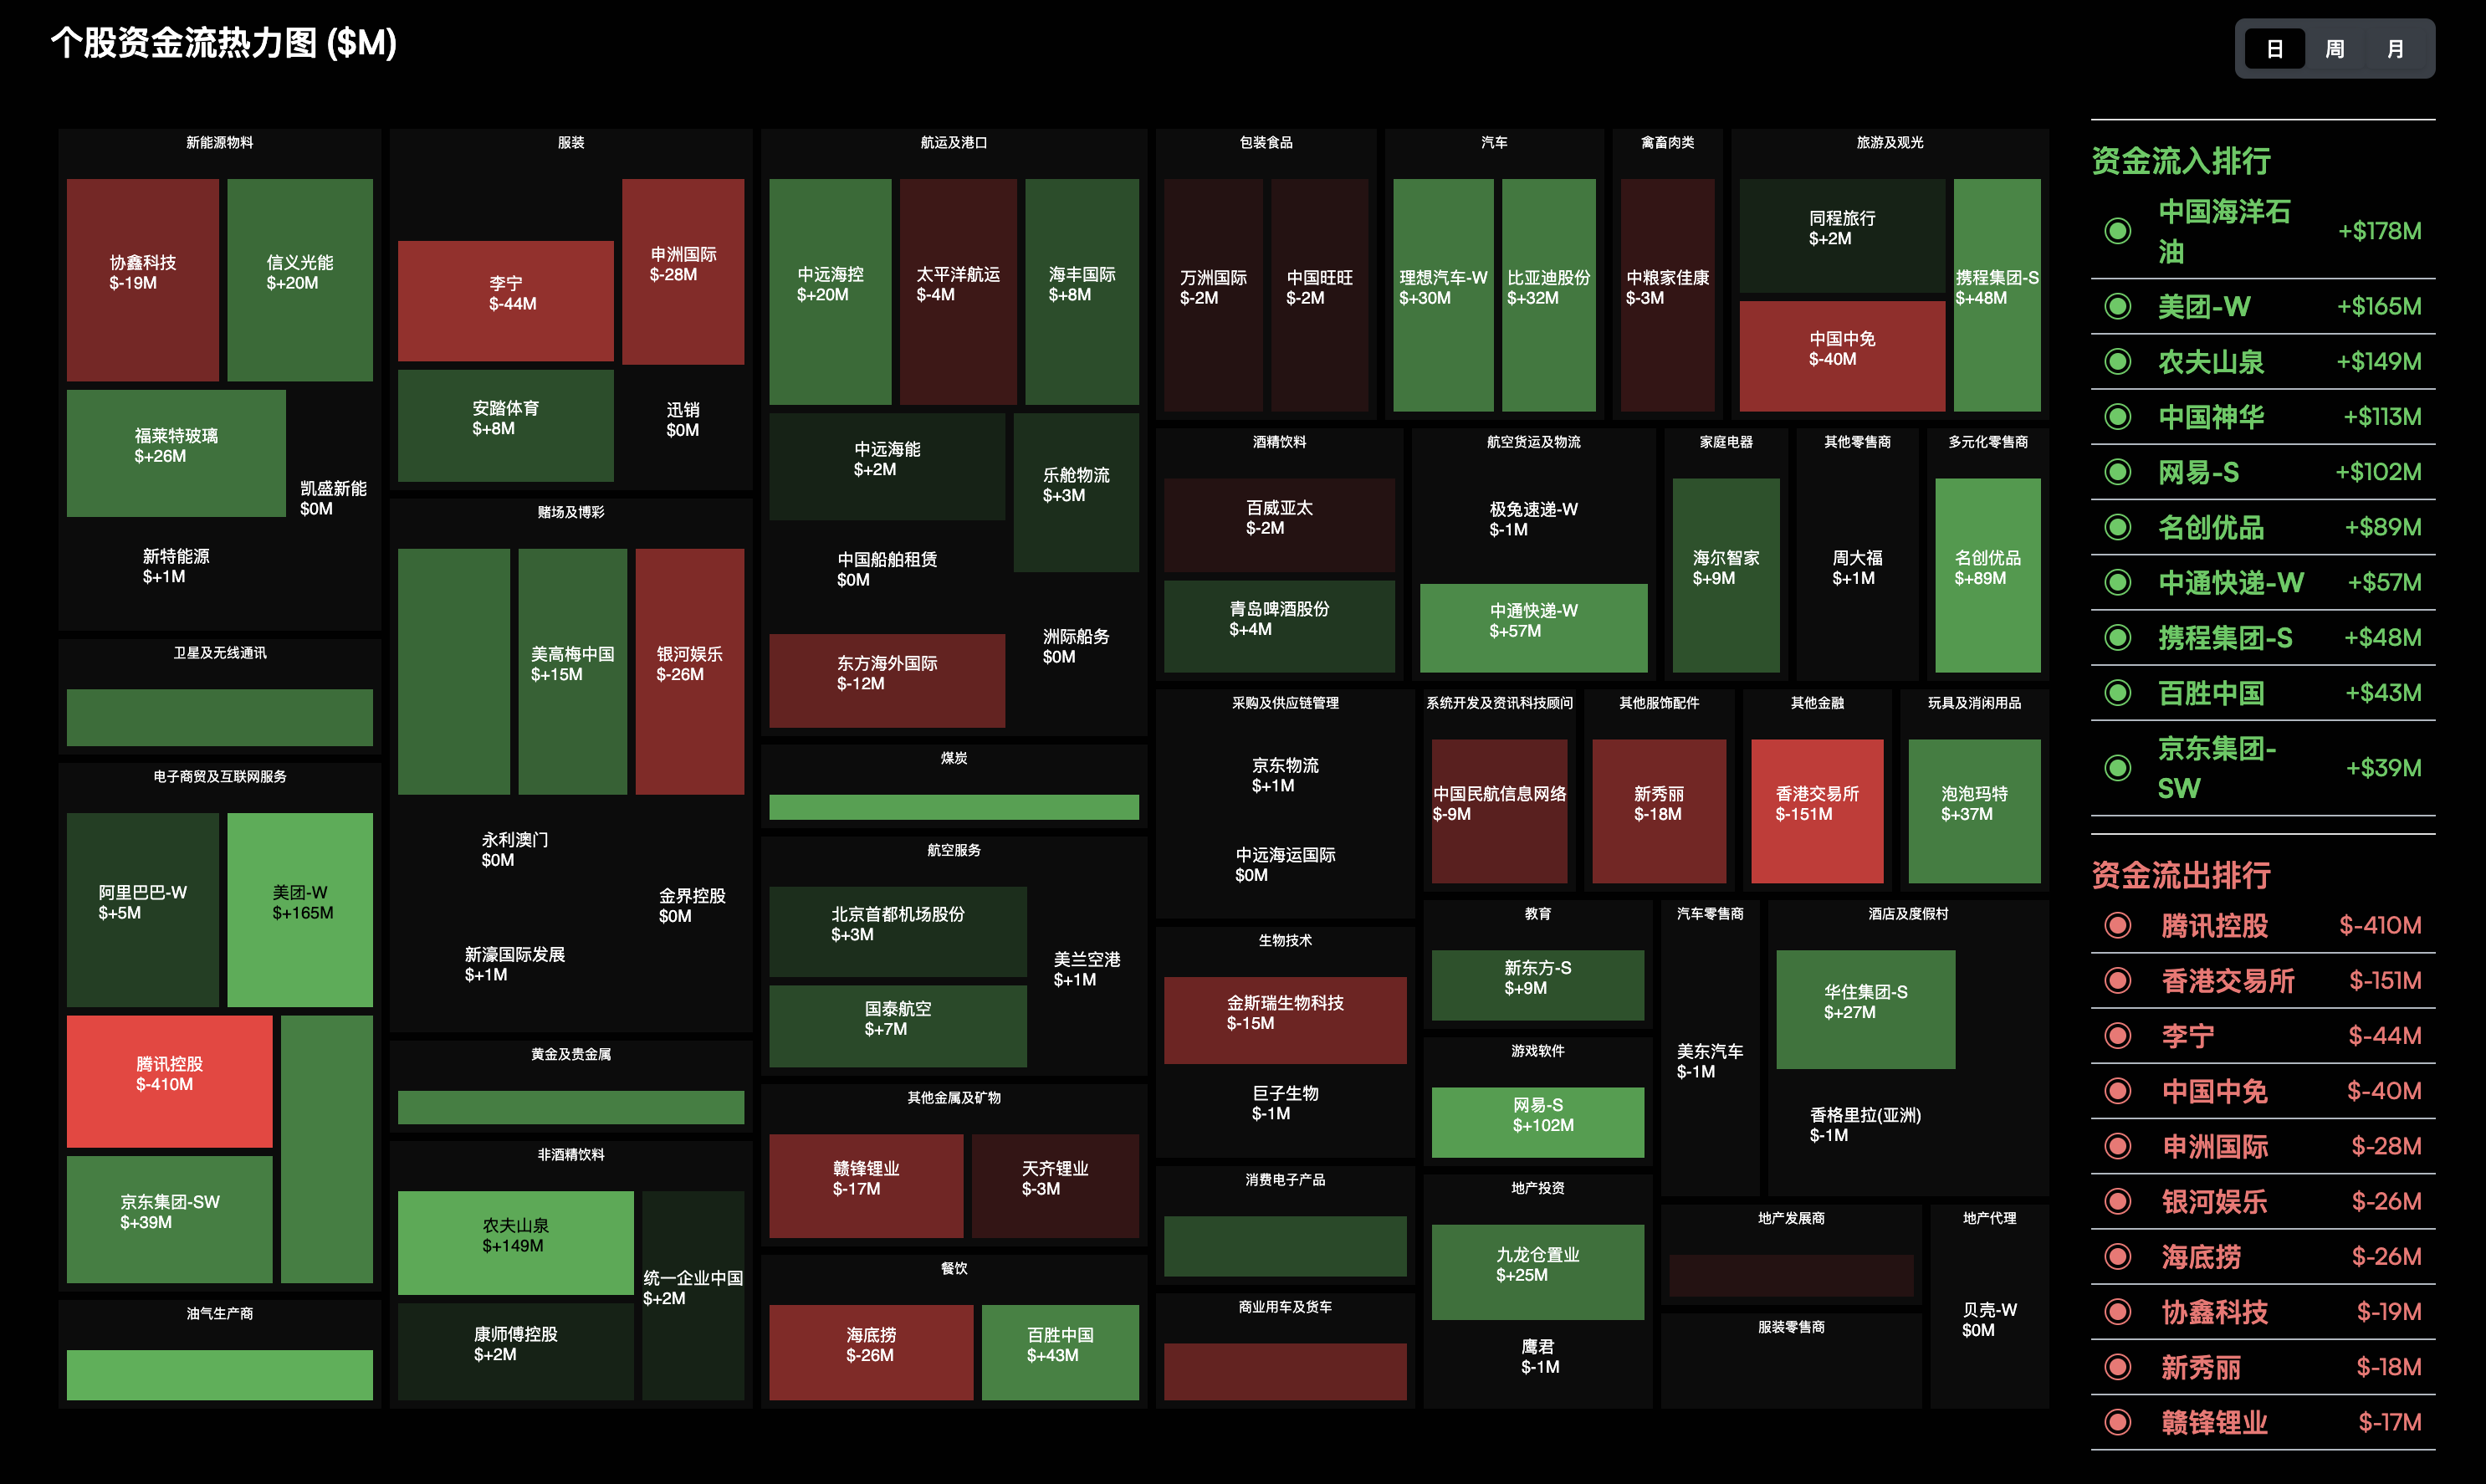 个股资金流热力图 ($M)
日
周
月
新能源物料
协鑫科技
$-19M
信义光能
$+20M
福莱特玻璃
$+26M
凯盛新能
$0M
新特能源
$+1M
卫星及无线通讯
电子商贸及互联网服务
阿里巴巴-W
$+5M
美团-W
$+165M
腾讯控股
$-410M
京东集团-SW
$+39M
油气生产商
服装
李宁
$-44M
申洲国际
$-28M
安踏体育
$+8M
迅销
$0M
赌场及博彩
美高梅中国
$+15M
银河娱乐
$-26M
永利澳门
$0M
金界控股
$0M
新濠国际发展
$+1M
黄金及贵金属
非酒精饮料
农夫山泉
$+149M
统一企业中国
$+2M
康师傅控股
$+2M
航运及港口
中远海控
$+20M
太平洋航运
$-4M
海丰国际
$+8M
中远海能
$+2M
乐舱物流
$+3M
中国船舶租赁
$0M
洲际船务
$0M
东方海外国际
$-12M
煤炭
航空服务
北京首都机场股份
$+3M
美兰空港
$+1M
国泰航空
$+7M
其他金属及矿物
赣锋锂业
$-17M
天齐锂业
$-3M
餐饮
海底捞
$-26M
百胜中国
$+43M
包装食品
万洲国际
$-2M
中国旺旺
$-2M
汽车
理想汽车-W
$+30M
比亚迪股份
$+32M
禽畜肉类
中粮家佳康
$-3M
旅游及观光
同程旅行
$+2M
携程集团-S
$+48M
中国中免
$-40M
酒精饮料
百威亚太
$-2M
青岛啤酒股份
$+4M
航空货运及物流
极兔速递-W
$-1M
中通快递-W
$+57M
家庭电器
海尔智家
$+9M
其他零售商
周大福
$+1M
多元化零售商
名创优品
$+89M
采购及供应链管理
京东物流
$+1M
中远海运国际
$0M
系统开发及资讯科技顾问
中国民航信息网络
$-9M
其他服饰配件
新秀丽
$-18M
其他金融
香港交易所
$-151M
玩具及消闲用品
泡泡玛特
$+37M
生物技术
金斯瑞生物科技
$-15M
巨子生物
$-1M
消费电子产品
商业用车及货车
教育
新东方-S
$+9M
游戏软件
网易-S
$+102M
地产投资
九龙仓置业
$+25M
鹰君
$-1M
汽车零售商
美东汽车
$-1M
酒店及度假村
华住集团-S
$+27M
香格里拉(亚洲)
$-1M
地产发展商
服装零售商
地产代理
贝壳-W
$0M
资金流入排行
中国海洋石
油
+$178M
美团-W
+$165M
农夫山泉
+$149M
中国神华
+$113M
网易-S
+$102M
名创优品
+$89M
中通快递-W
+$57M
携程集团-S
+$48M
百胜中国
+$43M
京东集团-
SW
+$39M
资金流出排行
腾讯控股
$-410M
香港交易所
$-151M
李宁
$-44M
中国中免
$-40M
申洲国际
$-28M
银河娱乐
$-26M
海底捞
$-26M
协鑫科技
$-19M
新秀丽
$-18M
赣锋锂业
$-17M